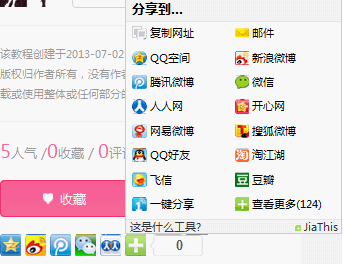 分享到...
复制网址 邮件
该教程创建于2013-07-02
QQ空间 新浪微博
版权归作者所有，没有作者
腾讯微博 微信
载或使用整体或任何部分的
人人网 开心网
网易微博 搜狐微博
5人气 /0收藏 / 0评论
QQ好友 淘江湖
飞信 豆瓣
收藏
一键分享 查看更多(124)
这是什么工具? JiaThis
0